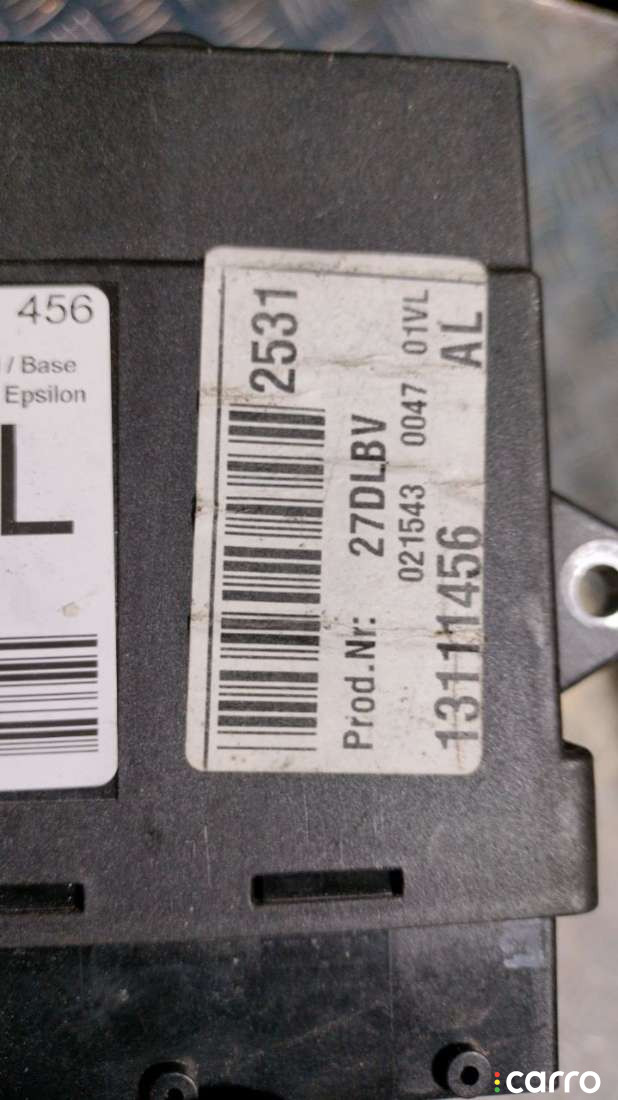 456
/ Base
Epsilon
L
2531
Prod.Nr: 27DLBV
021543 0047 01VL
13111456 AL
carro